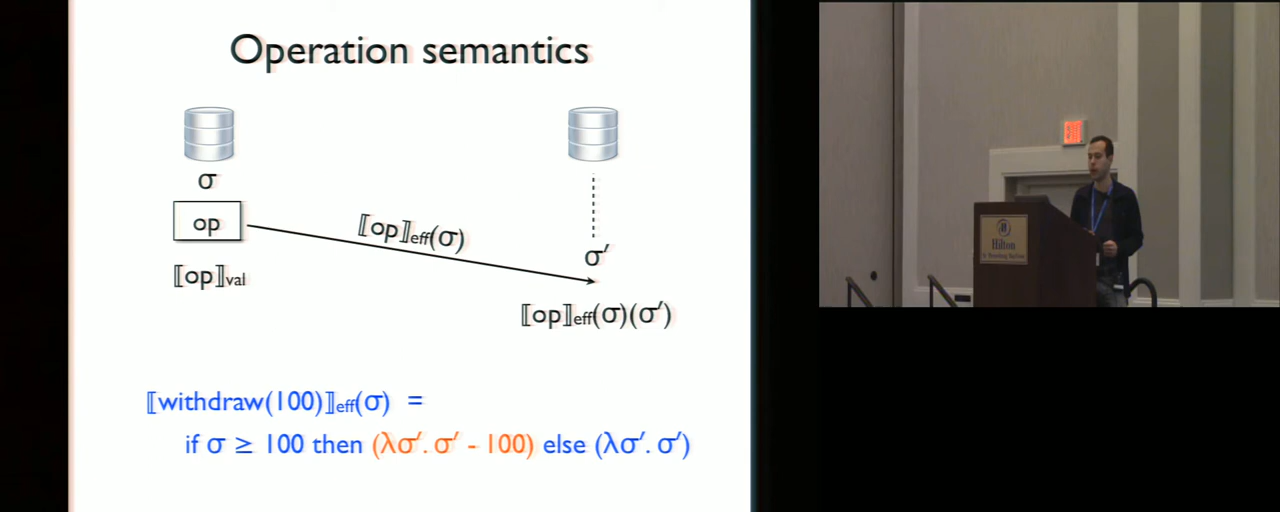 Operation semantics
σ
op
⟦op⟧eff(σ)
σ′
⟦op⟧val
⟦op⟧eff(σ)(σ′)
⟦withdraw(100)⟧eff(σ) =
if σ ≥ 100 then (λσ′. σ′ - 100) else (λσ′. σ′)
Hilton